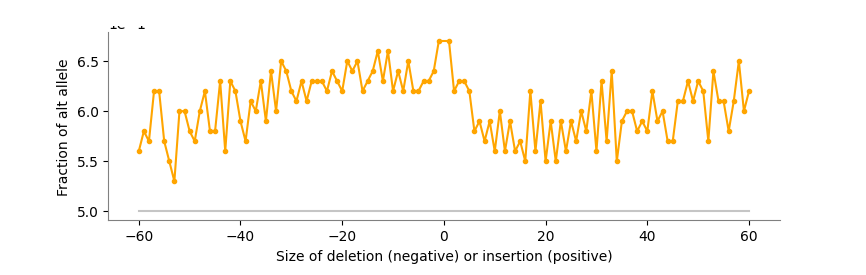 6.5
6.0
5.5
5.0
Fraction of alt allele
−60 −40 −20 0 20 40 60
Size of deletion (negative) or insertion (positive)